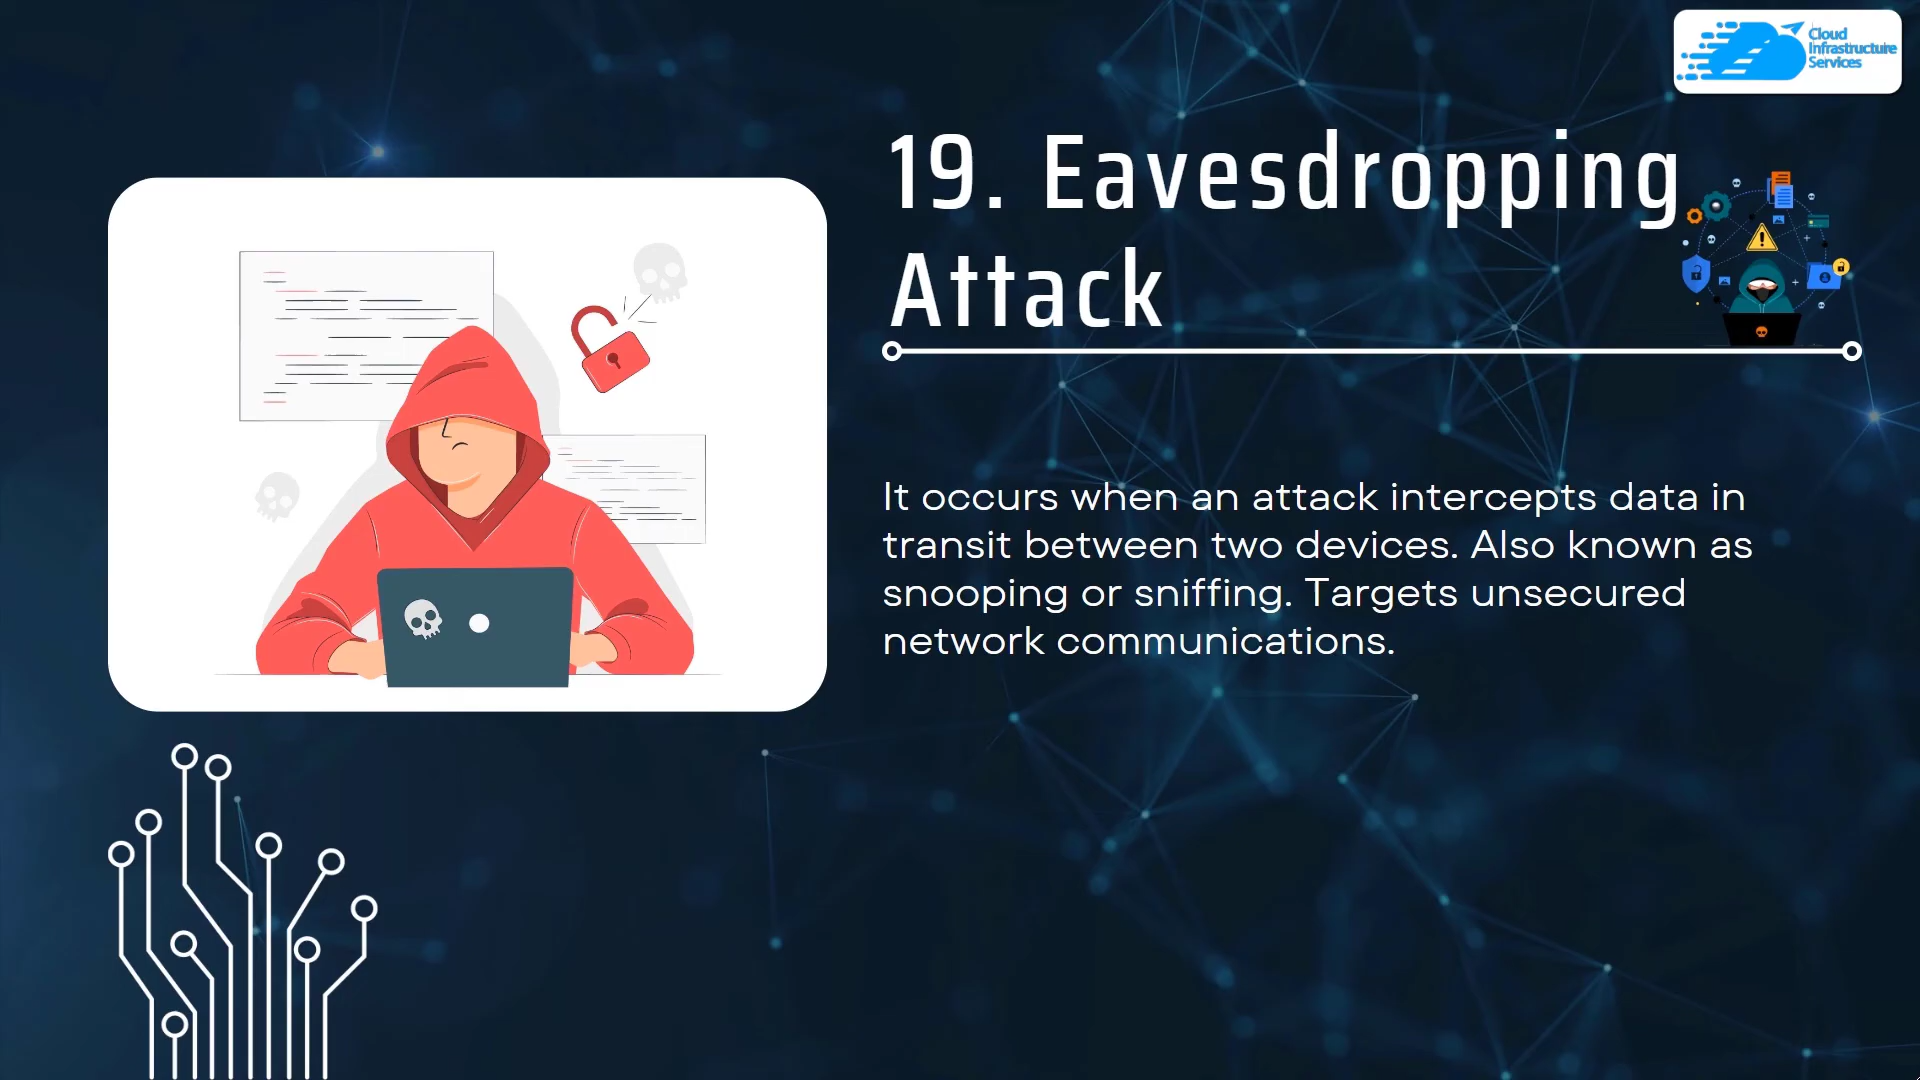 Cloud
Infrastructure
Services
19. Eavesdropping
Attack
It occurs when an attack intercepts data in
transit between two devices. Also known as
snooping or sniffing. Targets unsecured
network communications.